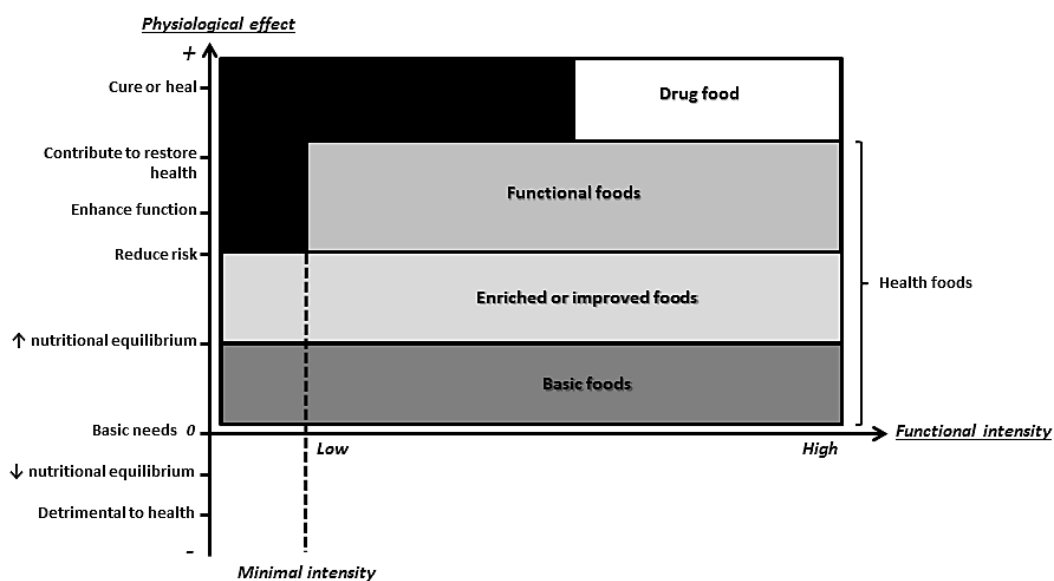 Physiological effect
+
Cure or heal
Drug food
Contribute to restore
health
Functional foods
Enhance function
Reduce risk
Health foods
Enriched or improved foods
↑ nutritional equilibrium
Basic foods
Basic needs 0
Functional intensity
Low
High
↓ nutritional equilibrium
Detrimental to health
-
Minimal intensity